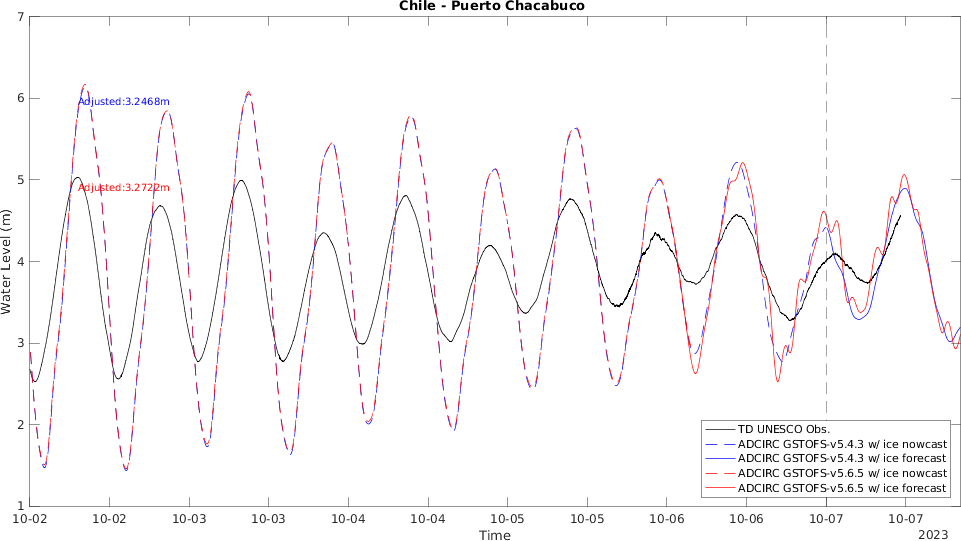 Chile - Puerto Chacabuco
7
6
5
4
3
2
1
Water Level (m)
Adjusted:3.2468m
Adjusted:3.2722m
TD UNESCO Obs.
ADCIRC GSTOFS-v5.4.3 w/ ice nowcast
ADCIRC GSTOFS-v5.4.3 w/ ice forecast
ADCIRC GSTOFS-v5.6.5 w/ ice nowcast
ADCIRC GSTOFS-v5.6.5 w/ ice forecast
10-02 10-02 10-03 10-03 10-04 10-04 10-05 10-05 10-06 10-06 10-07 10-07
Time
2023